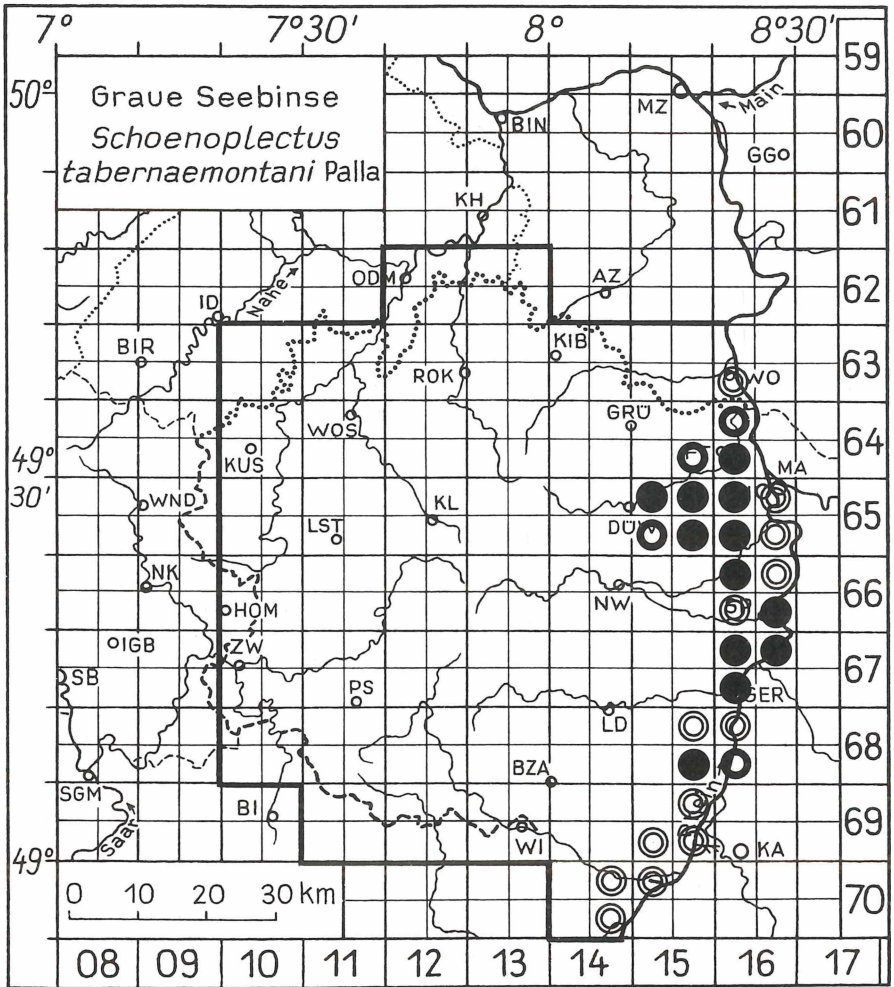 7° 7°30' 8° 8°30'
59
50°
Graue Seebinse
Schoenoplectus
tabernaemontani Palla
MZ
Main
BIN
60
GG
KH
61
ODM
AZ
62
Nahe
ID
BIR
KIB
63
ROK
WO
GRÜ
WOS
64
KUS
49°
30'
MA
WND
KL
65
LST
DÜW
NK
66
NW
HOM
IGB
ZW
67
SB
PS
GER
LD
68
BZA
SGM
BI
69
Saar
WI
KA
49°
0 10 20 30 km
70
08 09 10 11 12 13 14 15 16 17